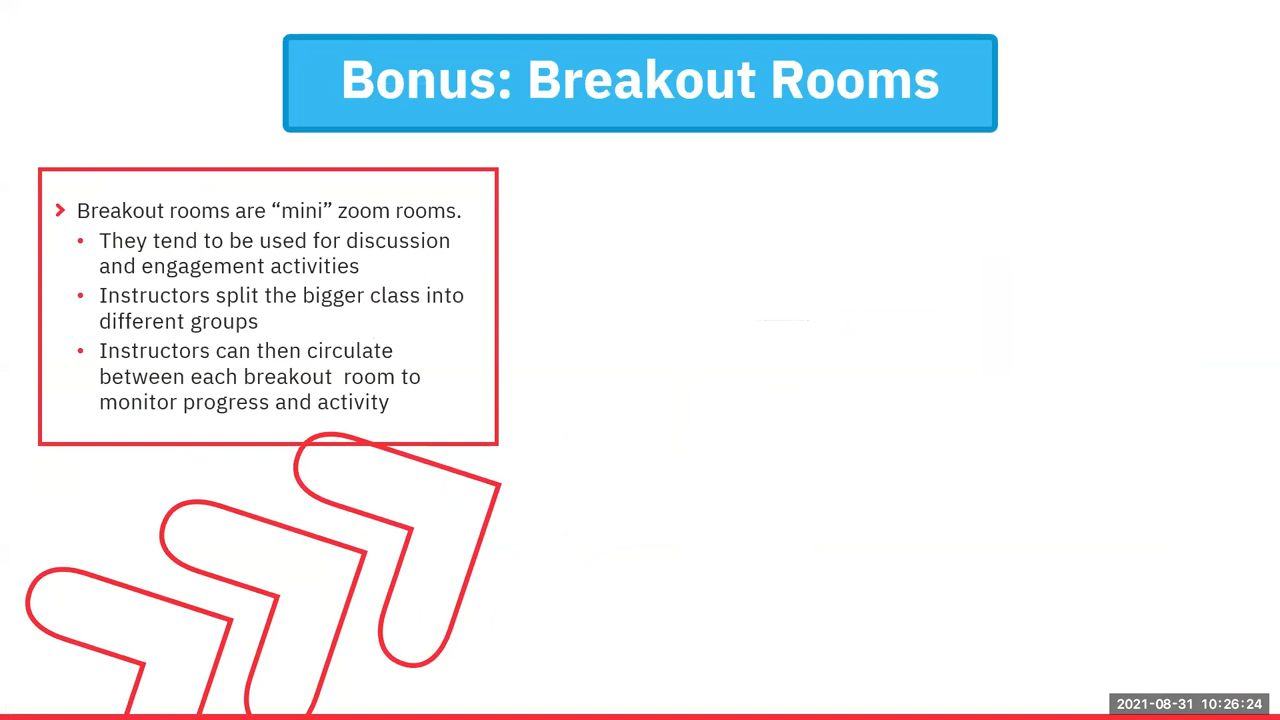 Bonus: Breakout Rooms
Breakout rooms are “mini” zoom rooms.
They tend to be used for discussion
and engagement activities
Instructors split the bigger class into
different groups
Instructors can then circulate
between each breakout  room to
monitor progress and activity
2021-08-31 10:26:24